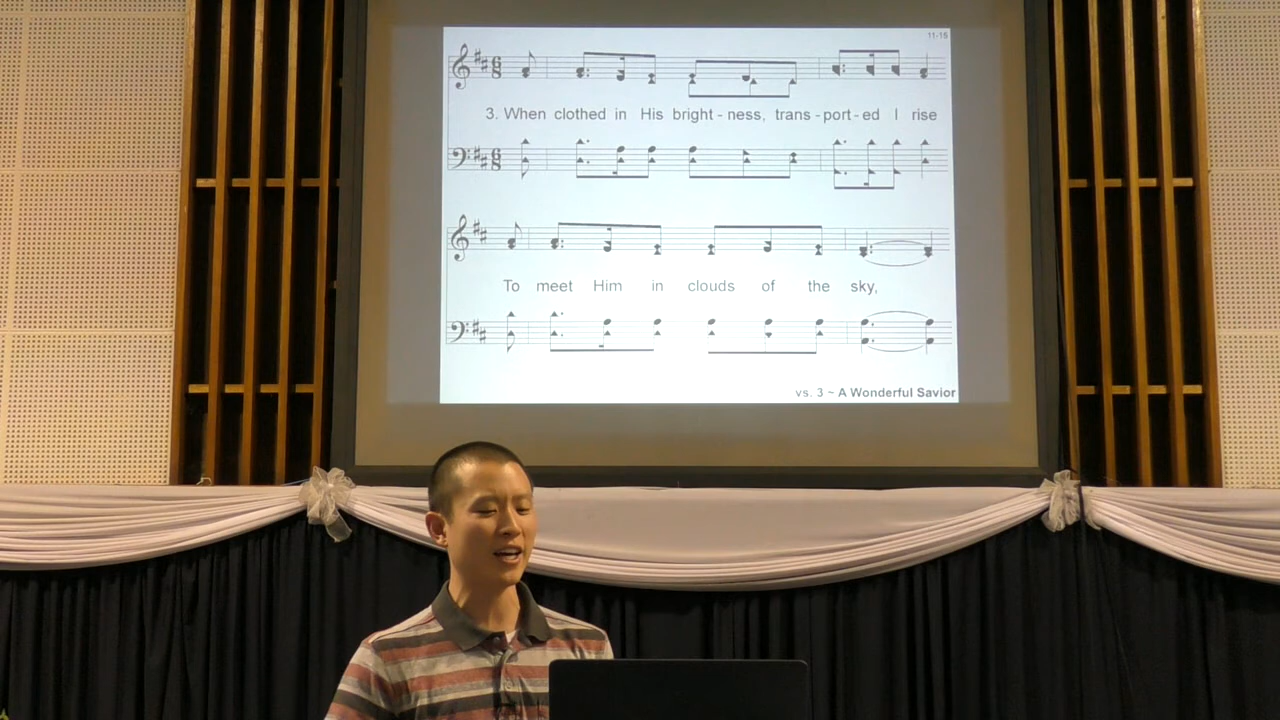 11-15
3. When clothed in His bright - ness, trans - port - ed I rise
To meet Him in clouds of the sky,
vs. 3 ~ A Wonderful Savior